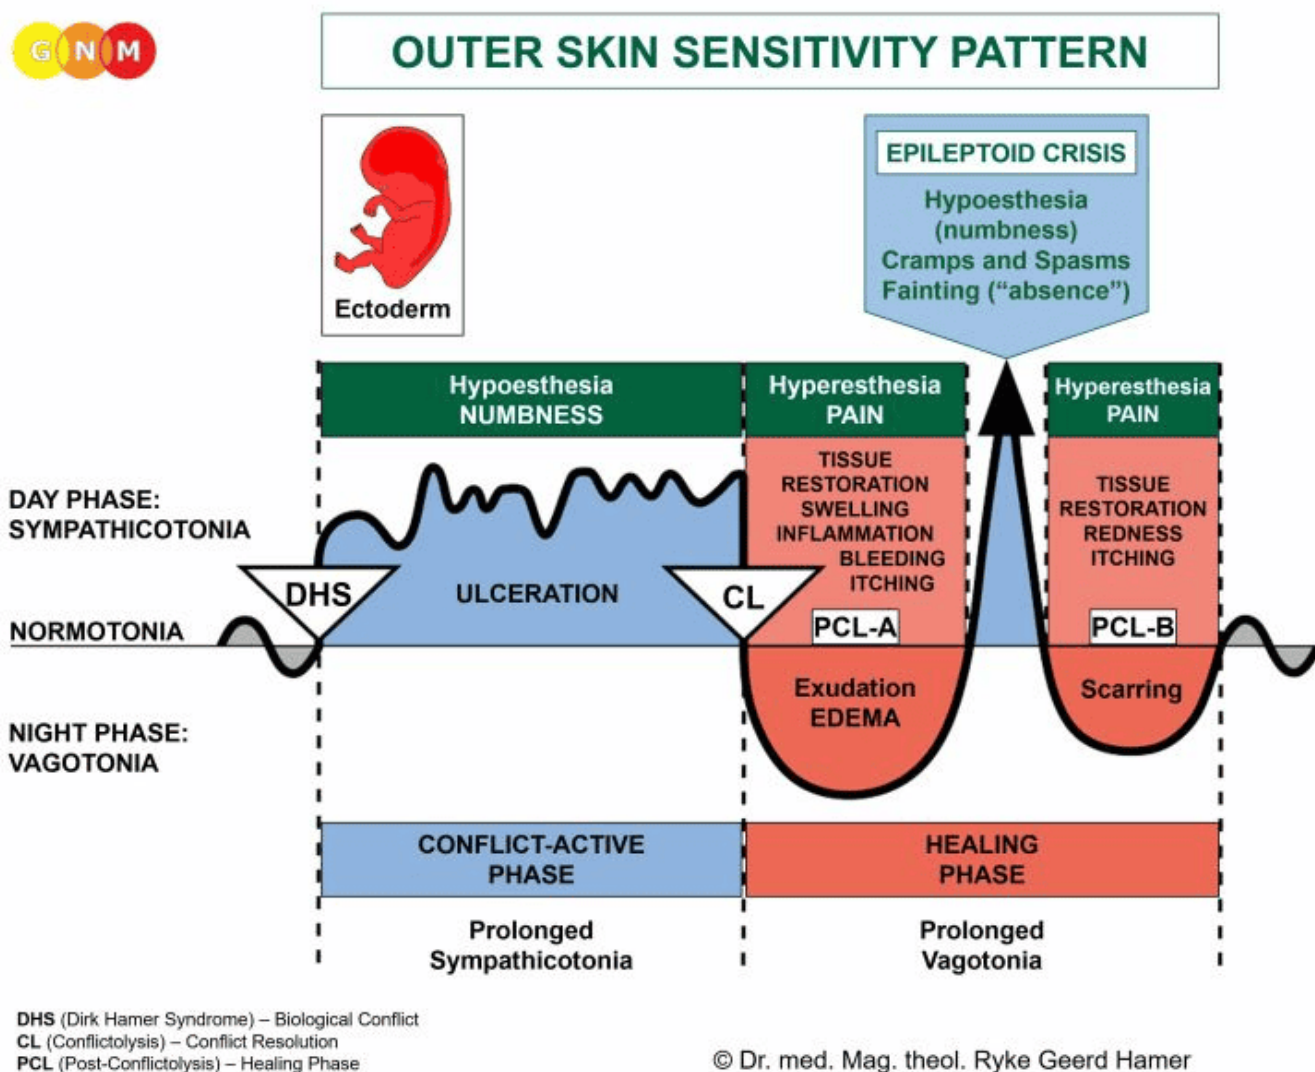 GNM
OUTER SKIN SENSITIVITY PATTERN
Ectoderm
EPILEPTOID CRISIS
Hypoesthesia
(numbness)
Cramps and Spasms
Fainting (“absence”)
Hypoesthesia
NUMBNESS
Hyperesthesia
PAIN
Hyperesthesia
PAIN
DAY PHASE:
SYMPATHICOTONIA
TISSUE
RESTORATION
SWELLING
INFLAMMATION
BLEEDING
ITCHING
TISSUE
RESTORATION
REDNESS
ITCHING
DHS
ULCERATION
CL
NORMOTONIA
PCL-A
PCL-B
Exudation
EDEMA
Scarring
NIGHT PHASE:
VAGOTONIA
CONFLICT-ACTIVE
PHASE
HEALING
PHASE
Prolonged
Sympathicotonia
Prolonged
Vagotonia
DHS (Dirk Hamer Syndrome) – Biological Conflict
CL (Conflictolysis) – Conflict Resolution
PCL (Post-Conflictolysis) – Healing Phase
© Dr. med. Mag. theol. Ryke Geerd Hamer